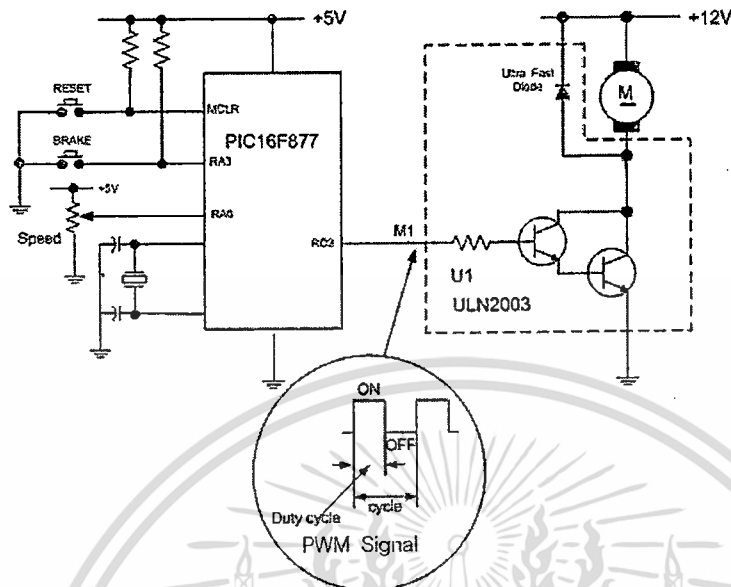 +5V
+12V
RESET
MCLR
PIC16F877
BRAKE
RA3
+5V
RA0
Speed
RC2
M1
Ultra Fast
Diode
M
U1
ULN2003
ON
OFF
Duty cycle
cycle
PWM Signal